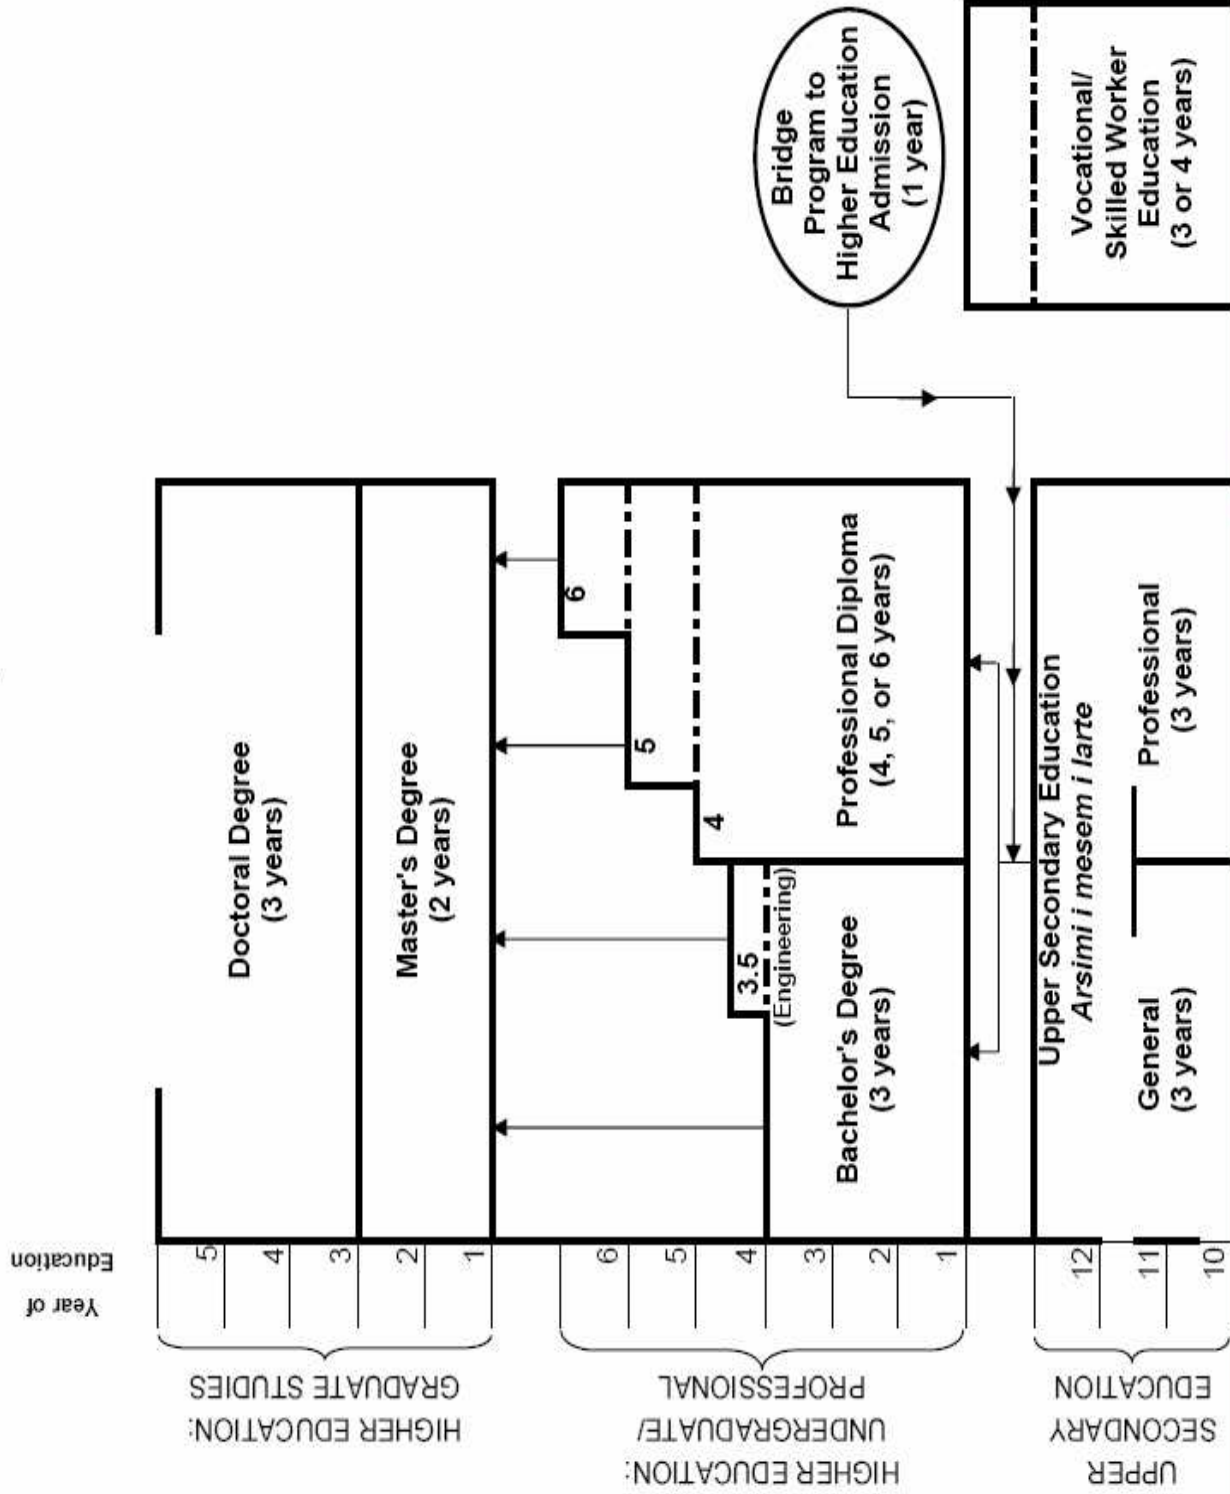 Year of
Education
HIGHER EDUCATION:
GRADUATE STUDIES
5
4
3
2
1
Doctoral Degree
(3 years)
Master's Degree
(2 years)
HIGHER EDUCATION:
UNDERGRADUATE/
PROFESSIONAL
6
5
4
3
2
1
3.5
(Engineering)
Bachelor's Degree
(3 years)
4
5
6
Professional Diploma
(4, 5, or 6 years)
Bridge
Program to
Higher Education
Admission
(1 year)
UPPER
SECONDARY
EDUCATION
12
11
10
Upper Secondary Education
Arsimi i mesem i larte
General
(3 years)
Professional
(3 years)
Vocational/
Skilled Worker
Education
(3 or 4 years)